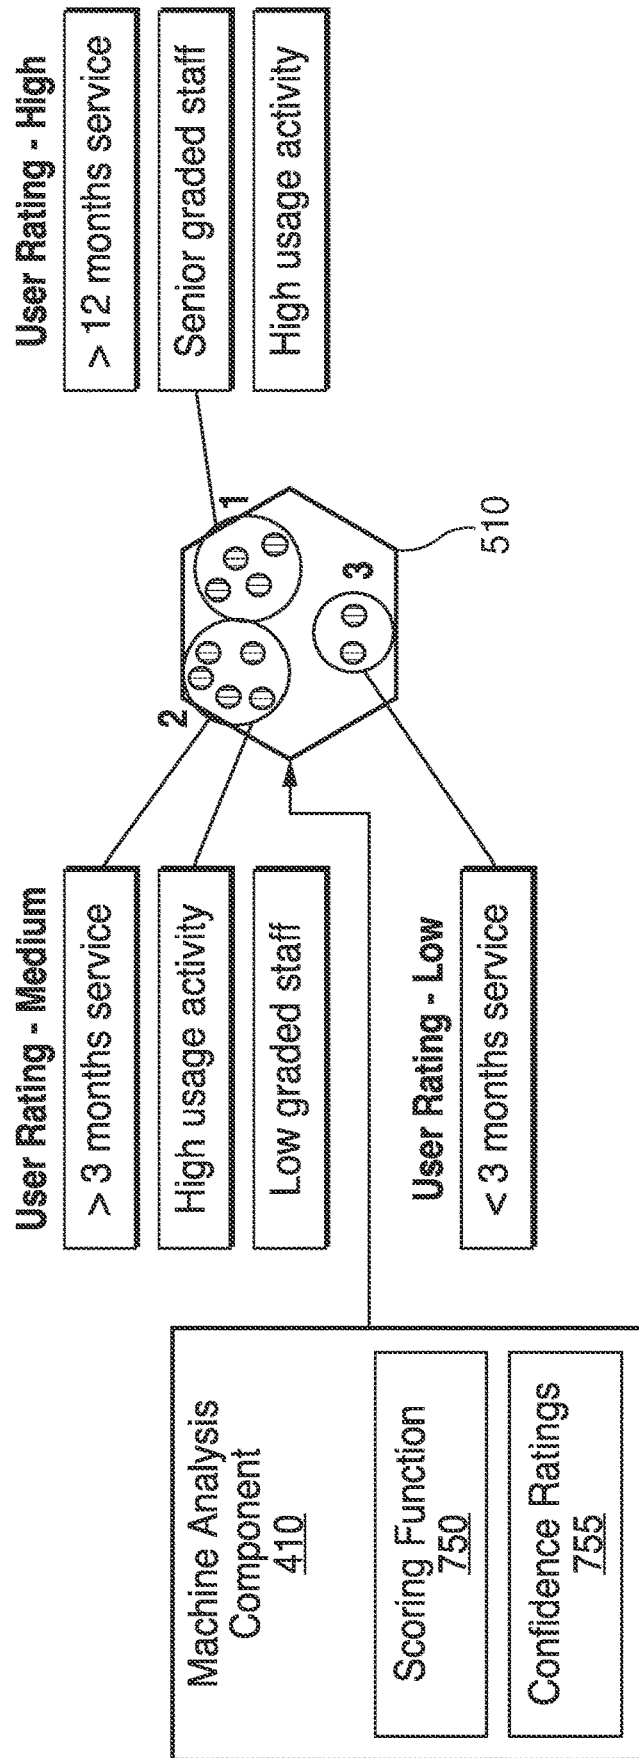 Machine Analysis
Component
410
Scoring Function
750
Confidence Ratings
755
User Rating - Medium
> 3 months service
High usage activity
Low graded staff
User Rating - Low
< 3 months service
2
1
3
510
User Rating - High
> 12 months service
Senior graded staff
High usage activity